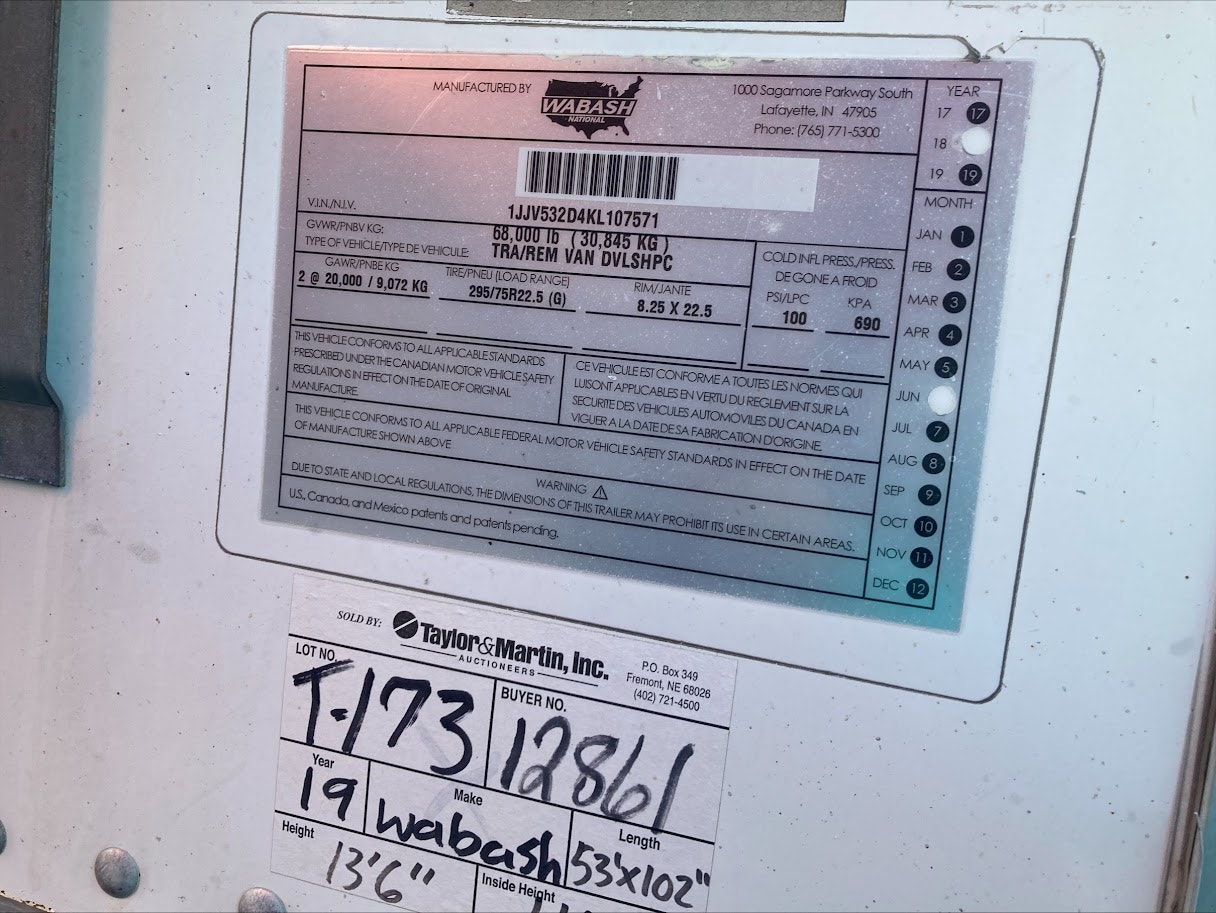 MANUFACTURED BY WABASH NATIONAL
1000 Sagamore Parkway South
Lafayette, IN 47905
Phone: (765) 771-5300
V.I.N./N.I.V. 1JJV532D4KL107571
GVWR/PNBV KG: 68,000 lb ( 30,845 KG )
TYPE OF VEHICLE/TYPE DE VEHICULE: TRA/REM VAN DVLSHPC
GAWR/PNBE KG TIRE/PNEU (LOAD RANGE) RIM/JANTE
2 @ 20,000 / 9,072 KG 295/75R22.5 (G) 8.25 X 22.5
COLD INFL PRESS./PRESS.
DE GONE A FROID
PSI/LPC KPA
100 690
THIS VEHICLE CONFORMS TO ALL APPLICABLE STANDARDS
PRESCRIBED UNDER THE CANADIAN MOTOR VEHICLE SAFETY
REGULATIONS IN EFFECT ON THE DATE OF ORIGINAL
MANUFACTURE.
CE VEHICULE EST CONFORME A TOUTES LES NORMES QUI
LUISONT APPLICABLES EN VERTU DU REGLEMENT SUR LA
SECURITE DES VEHICULES AUTOMOVILES DU CANADA EN
VIGUER A LA DATE DE SA FABRICATION D'ORIGINE.
THIS VEHICLE CONFORMS TO ALL APPLICABLE FEDERAL MOTOR VEHICLE SAFETY STANDARDS IN EFFECT ON THE DATE
OF MANUFACTURE SHOWN ABOVE
WARNING
DUE TO STATE AND LOCAL REGULATIONS, THE DIMENSIONS OF THIS TRAILER MAY PROHIBIT ITS USE IN CERTAIN AREAS.
U.S., Canada, and Mexico patents and patents pending.
YEAR
17 17
18
19 19
MONTH
JAN 1
FEB 2
MAR 3
APR 4
MAY 5
JUN
JUL 7
AUG 8
SEP 9
OCT 10
NOV 11
DEC 12
SOLD BY: Taylor & Martin, Inc.
AUCTIONEERS
P.O. Box 349
Fremont, NE 68026
(402) 721-4500
LOT NO. BUYER NO.
T-173 12861
Year Make Length
19 Wabash 53'x102"
Height Inside Height
13'6"